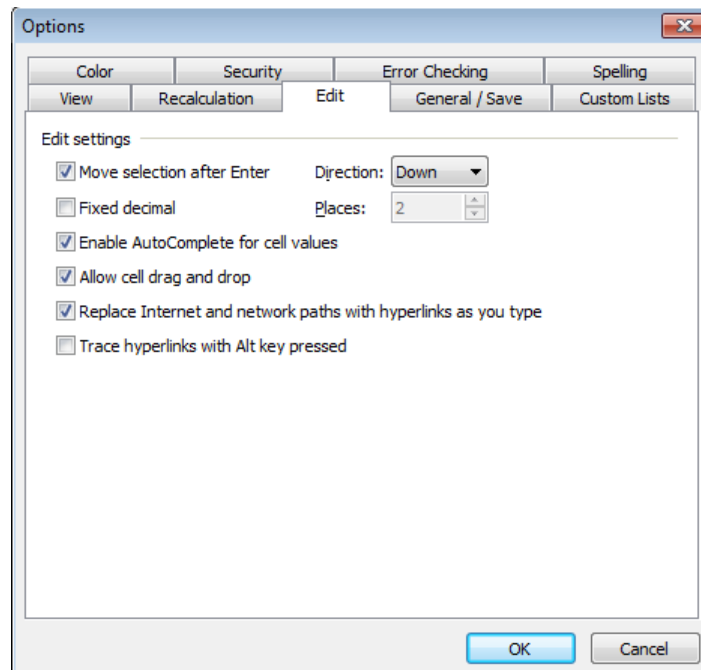 Options
Color Security Error Checking Spelling
View Recalculation Edit General / Save Custom Lists
Edit settings
Move selection after Enter Direction: Down
Fixed decimal Places: 2
Enable AutoComplete for cell values
Allow cell drag and drop
Replace Internet and network paths with hyperlinks as you type
Trace hyperlinks with Alt key pressed
OK Cancel